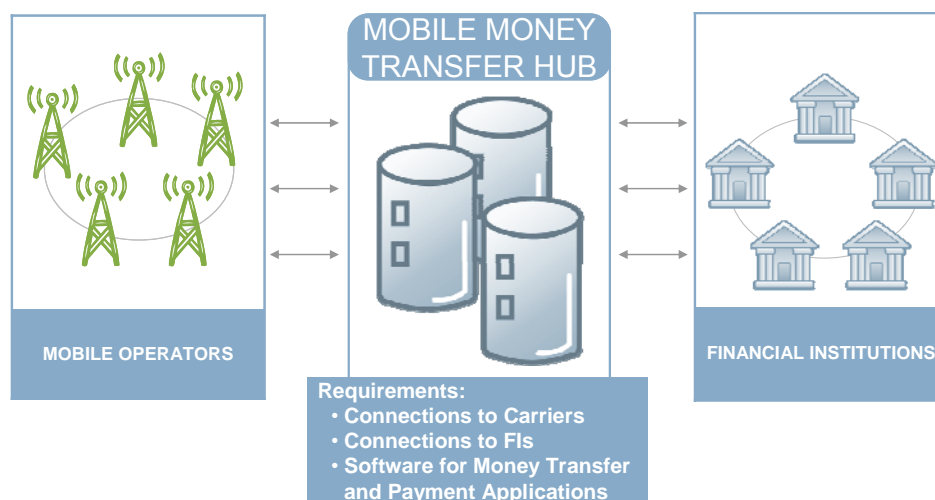 MOBILE MONEY
TRANSFER HUB
MOBILE OPERATORS
FINANCIAL INSTITUTIONS
Requirements:
• Connections to Carriers
• Connections to FIs
• Software for Money Transfer
and Payment Applications